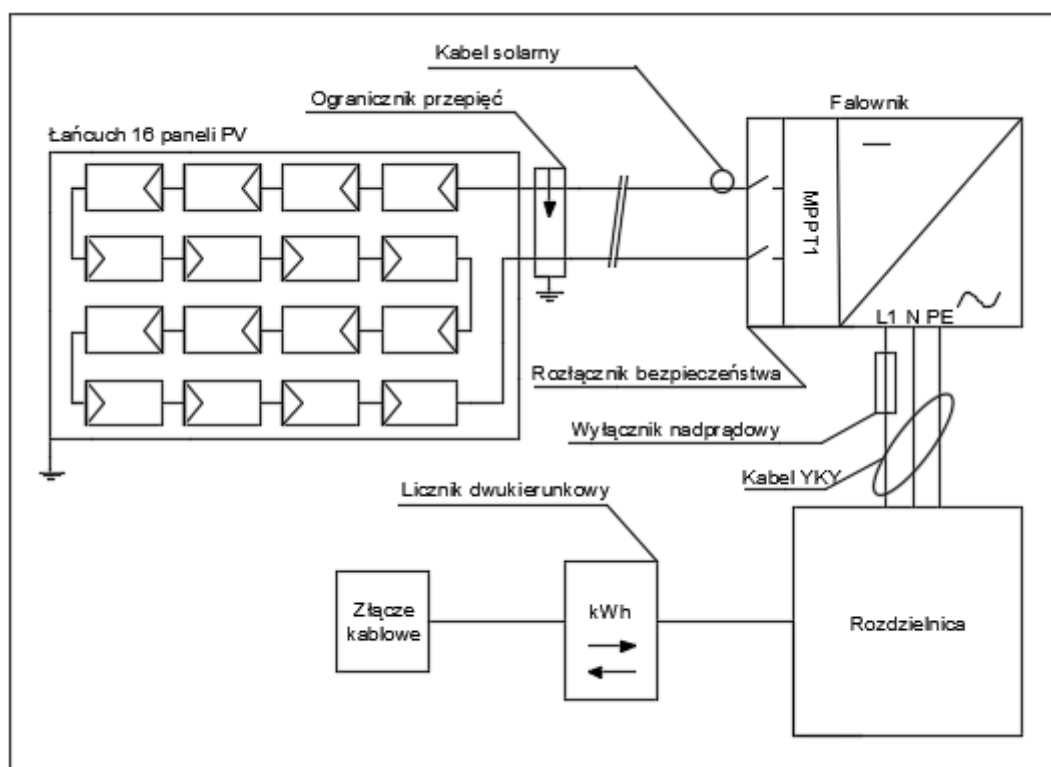 Kabel solarny
Ogranicznik przepięć
Falownik
Łańcuch 16 paneli PV
MPPT1
L1 N PE
Rozłącznik bezpieczeństwa
Wyłącznik nadprądowy
Kabel YKY
Licznik dwukierunkowy
Złącze
kablowe
kWh
Rozdzielnica